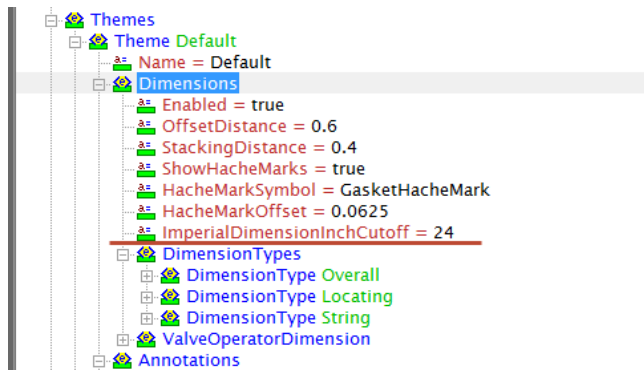 Themes
Theme Default
Name = Default
Dimensions
Enabled = true
OffsetDistance = 0.6
StackingDistance = 0.4
ShowHacheMarks = true
HacheMarkSymbol = GasketHacheMark
HacheMarkOffset = 0.0625
ImperialDimensionInchCutoff = 24
DimensionTypes
DimensionType Overall
DimensionType Locating
DimensionType String
ValveOperatorDimension
Annotations